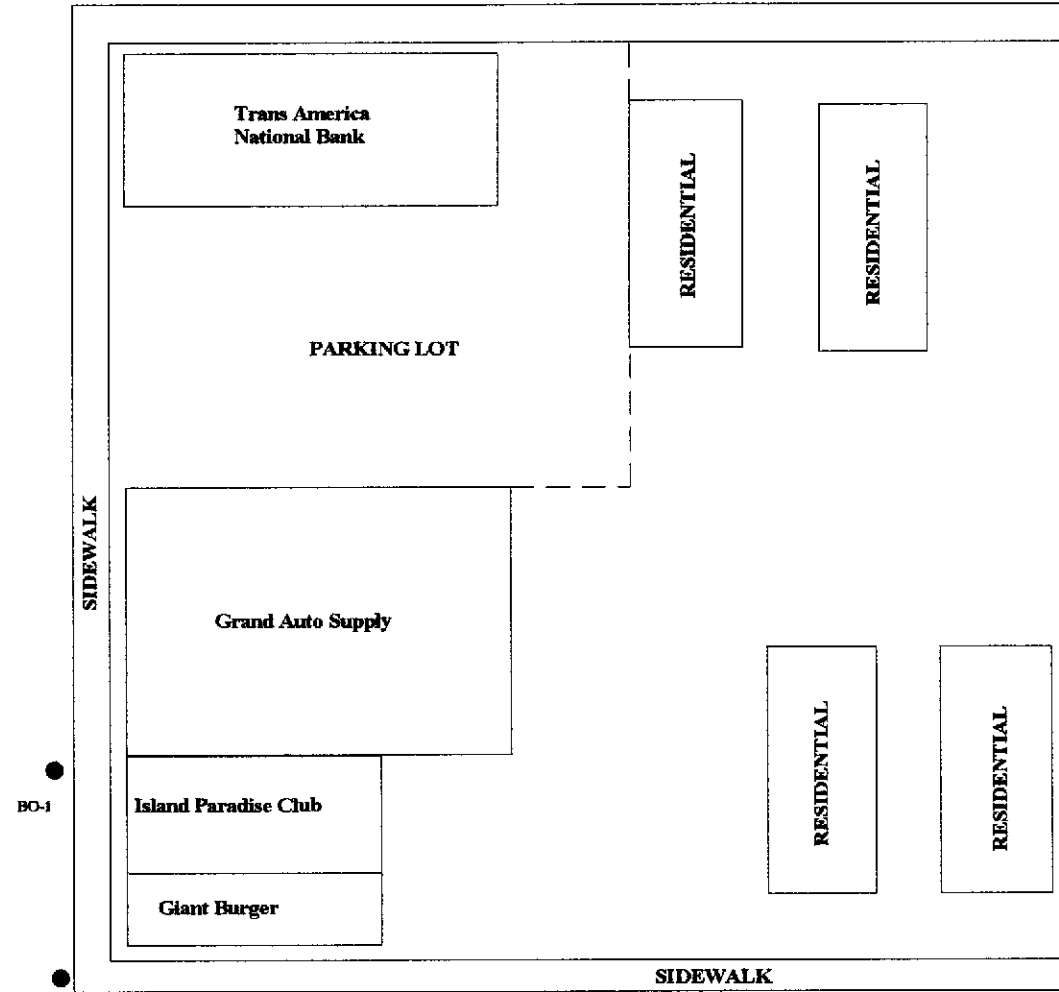 Trans America
National Bank
RESIDENTIAL
RESIDENTIAL
PARKING LOT
SIDEWALK
Grand Auto Supply
RESIDENTIAL
RESIDENTIAL
BO-1
Island Paradise Club
Giant Burger
SIDEWALK